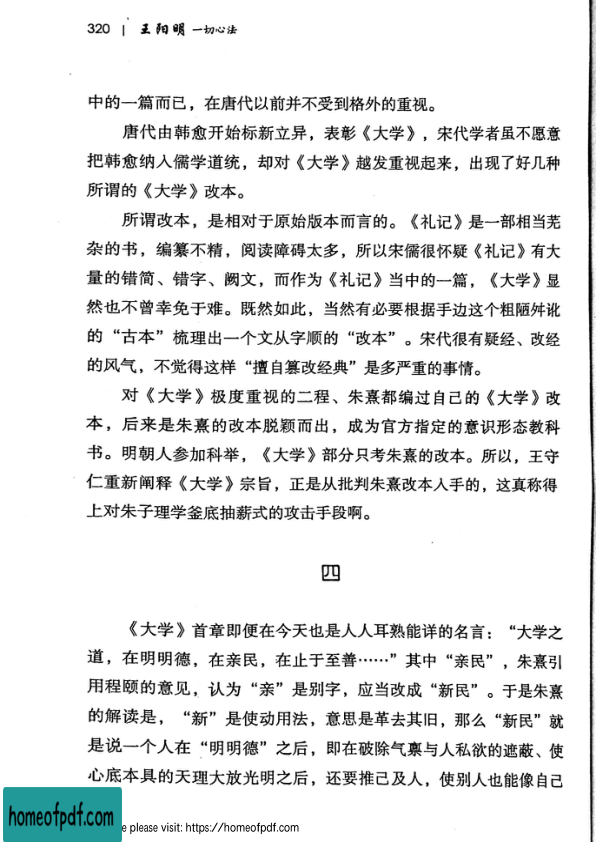 320 | 王阳明 一切心法
中的一篇而已，在唐代以前并不受到格外的重视。
唐代由韩愈开始标新立异，表彰《大学》，宋代学者虽不愿意
把韩愈纳入儒学道统，却对《大学》越发重视起来，出现了好几种
所谓的《大学》改本。
所谓改本，是相对于原始版本而言的。《礼记》是一部相当芜
杂的书，编纂不精，阅读障碍太多，所以宋儒很怀疑《礼记》有大
量的错简、错字、阙文，而作为《礼记》当中的一篇，《大学》显
然也不曾幸免于难。既然如此，当然有必要根据手边这个粗陋舛讹
的“古本”梳理出一个文从字顺的“改本”。宋代很有疑经、改经
的风气，不觉得这样“擅自篡改经典”是多严重的事情。
对《大学》极度重视的二程、朱熹都编过自己的《大学》改
本，后来是朱熹的改本脱颖而出，成为官方指定的意识形态教科
书。明朝人参加科举，《大学》部分只考朱熹的改本。所以，王守
仁重新阐释《大学》宗旨，正是从批判朱熹改本入手的，这真称得
上对朱子理学釜底抽薪式的攻击手段啊。
四
《大学》首章即便在今天也是人人耳熟能详的名言：“大学之
道，在明明德，在亲民，在止于至善……”其中“亲民”，朱熹引
用程颐的意见，认为“亲”是别字，应当改成“新民”。于是朱熹
的解读是，“新”是使动用法，意思是革去其旧，那么“新民”就
是说一个人在“明明德”之后，即在破除气禀与人私欲的遮蔽、使
心底本具的天理大放光明之后，还要推己及人，使别人也能像自己
homeofpdf.com
e please visit: https://homeofpdf.com